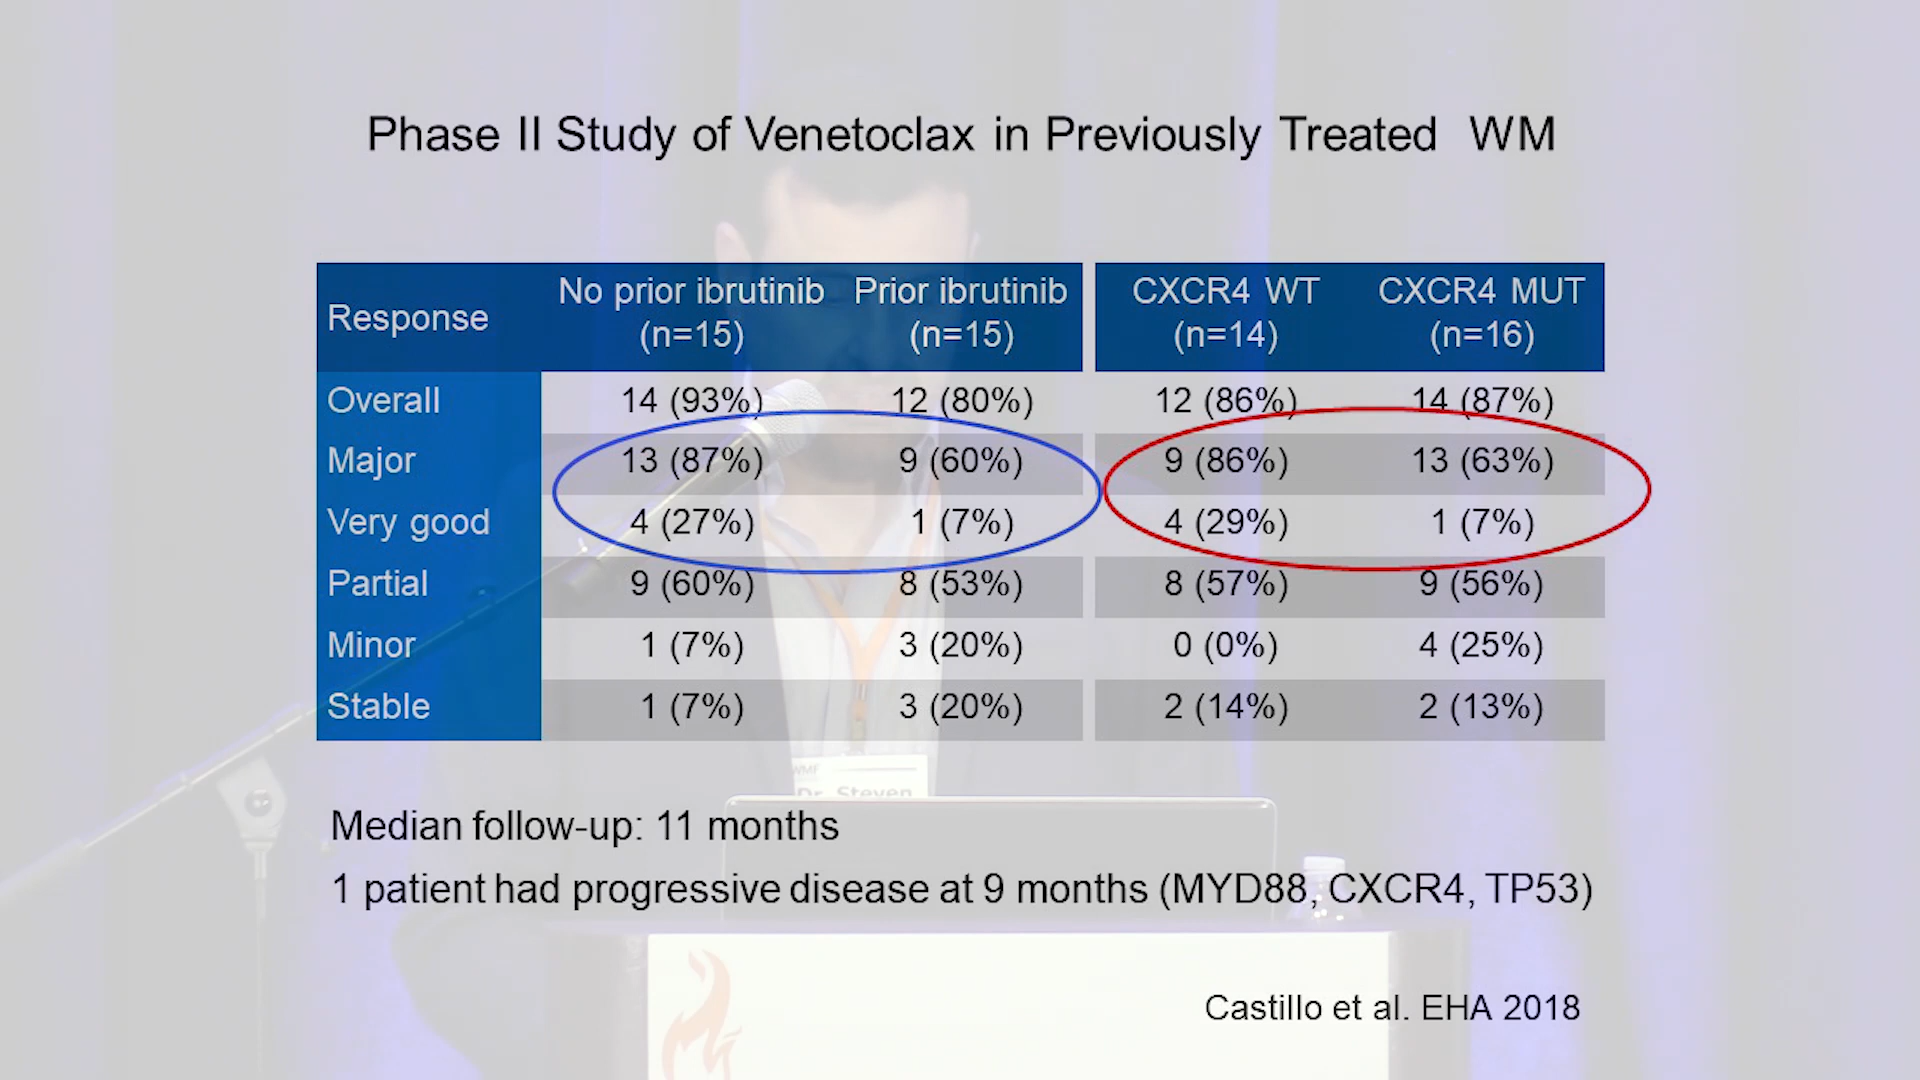 Phase II Study of Venetoclax in Previously Treated WM
Response No prior ibrutinib (n=15) Prior ibrutinib (n=15) CXCR4 WT (n=14) CXCR4 MUT (n=16)
Overall 14 (93%) 12 (80%) 12 (86%) 14 (87%)
Major 13 (87%) 9 (60%) 9 (86%) 13 (63%)
Very good 4 (27%) 1 (7%) 4 (29%) 1 (7%)
Partial 9 (60%) 8 (53%) 8 (57%) 9 (56%)
Minor 1 (7%) 3 (20%) 0 (0%) 4 (25%)
Stable 1 (7%) 3 (20%) 2 (14%) 2 (13%)
WMF
Dr. Steven
Median follow-up: 11 months
1 patient had progressive disease at 9 months (MYD88, CXCR4, TP53)
Castillo et al. EHA 2018